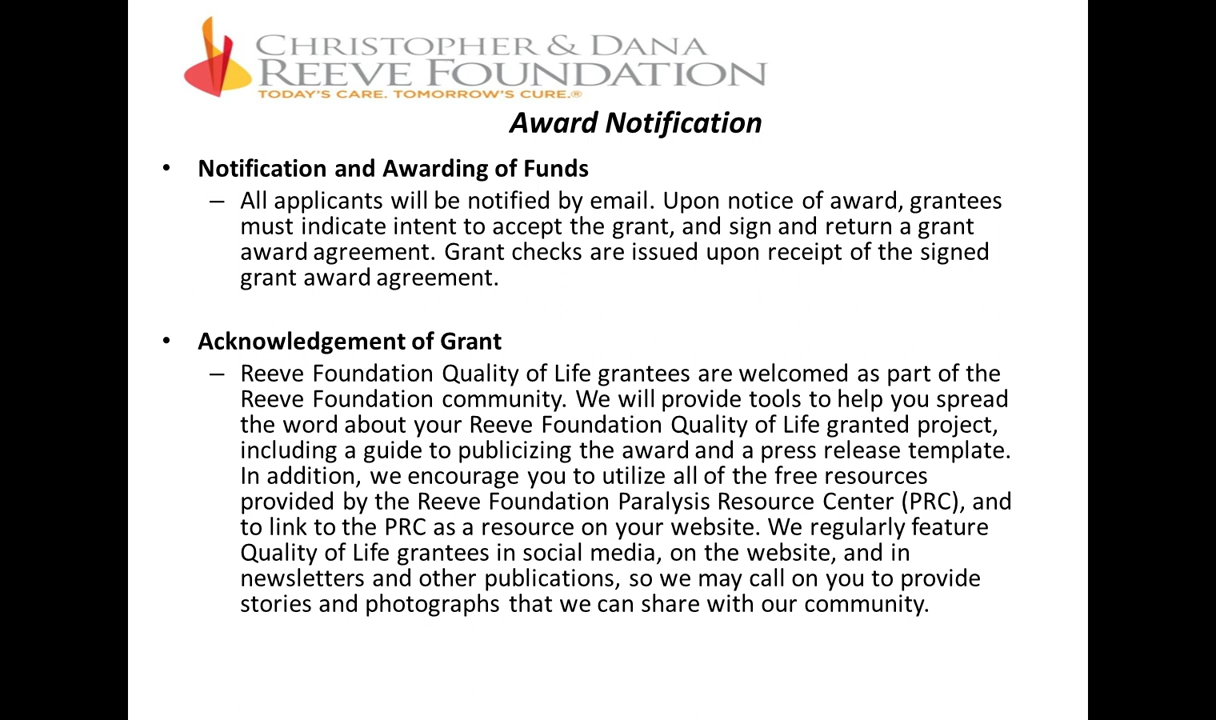 CHRISTOPHER & DANA
REEVE FOUNDATION
TODAY'S CARE. TOMORROW'S CURE.®
Award Notification
• Notification and Awarding of Funds
– All applicants will be notified by email. Upon notice of award, grantees
must indicate intent to accept the grant, and sign and return a grant
award agreement. Grant checks are issued upon receipt of the signed
grant award agreement.
• Acknowledgement of Grant
– Reeve Foundation Quality of Life grantees are welcomed as part of the
Reeve Foundation community. We will provide tools to help you spread
the word about your Reeve Foundation Quality of Life granted project,
including a guide to publicizing the award and a press release template.
In addition, we encourage you to utilize all of the free resources
provided by the Reeve Foundation Paralysis Resource Center (PRC), and
to link to the PRC as a resource on your website. We regularly feature
Quality of Life grantees in social media, on the website, and in
newsletters and other publications, so we may call on you to provide
stories and photographs that we can share with our community.